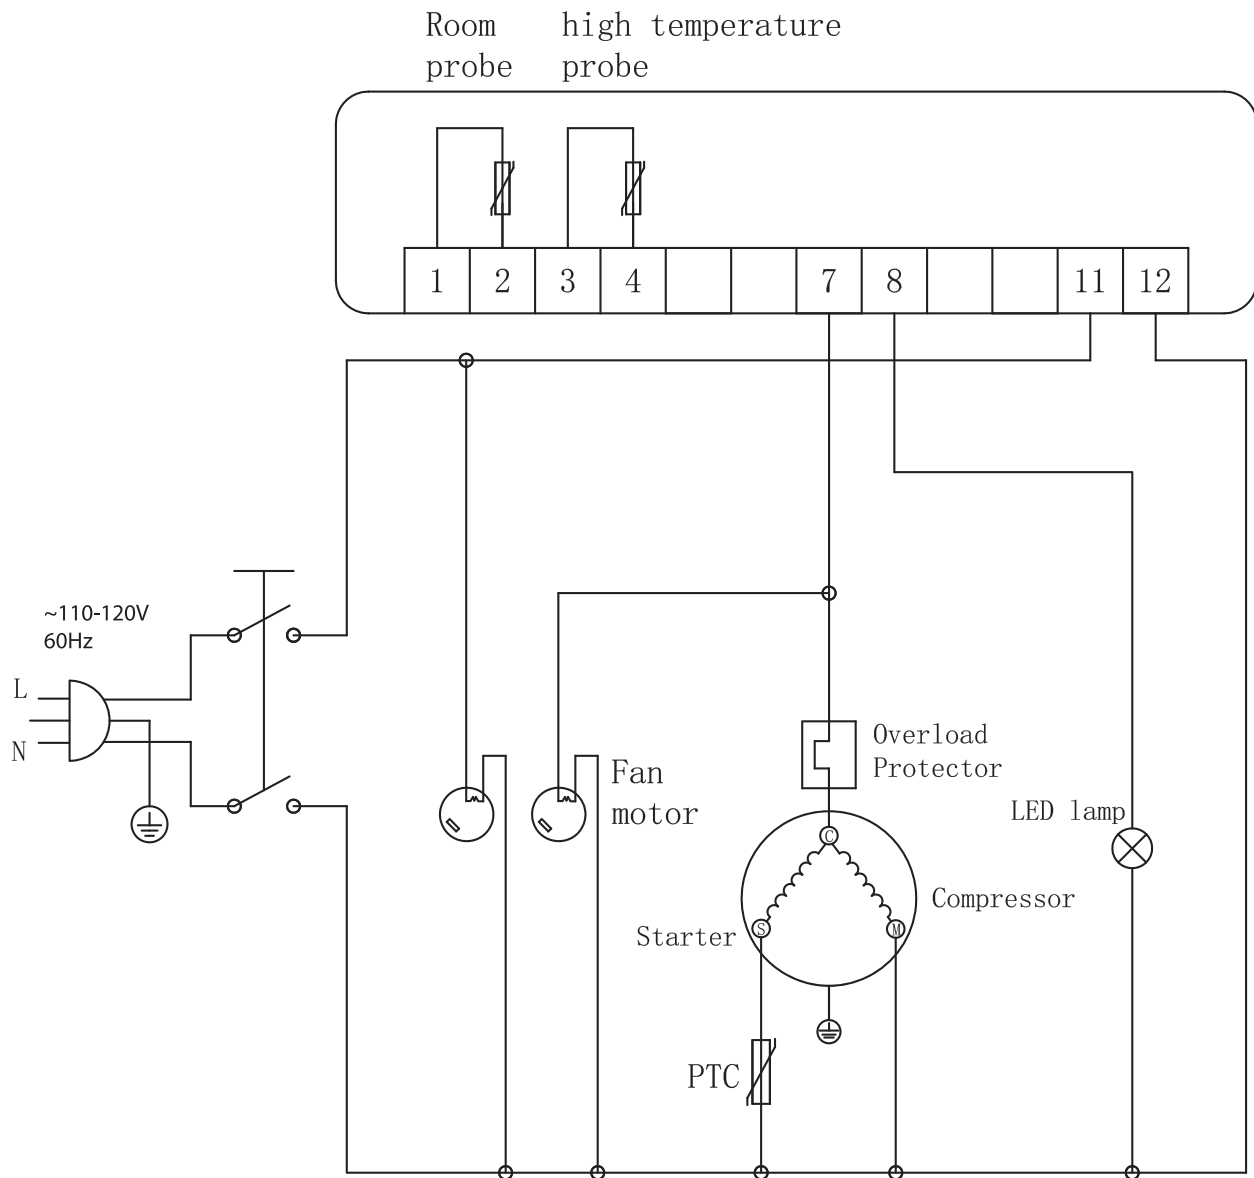 Room
probe
high temperature
probe
1 2 3 4 7 8 11 12
~110-120V
60Hz
L
N
Fan
motor
Overload
Protector
LED lamp
C
Compressor
S
M
Starter
PTC